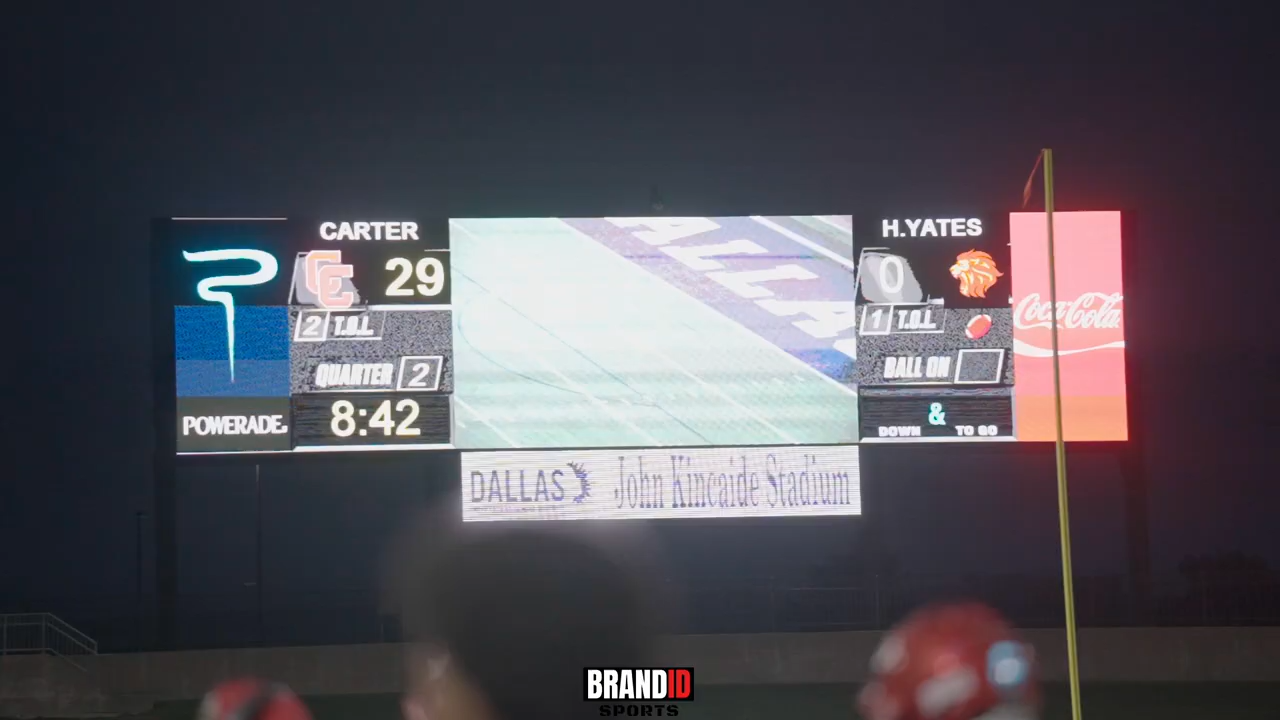 CARTER
29
2 T.O.L
QUARTER 2
8:42
POWERADE
ALLA
H.YATES
0
1 T.O.L
BALL ON
&
DOWN TO GO
Coca-Cola
DALLAS John Kincaide Stadium
BRANDID
SPORTS